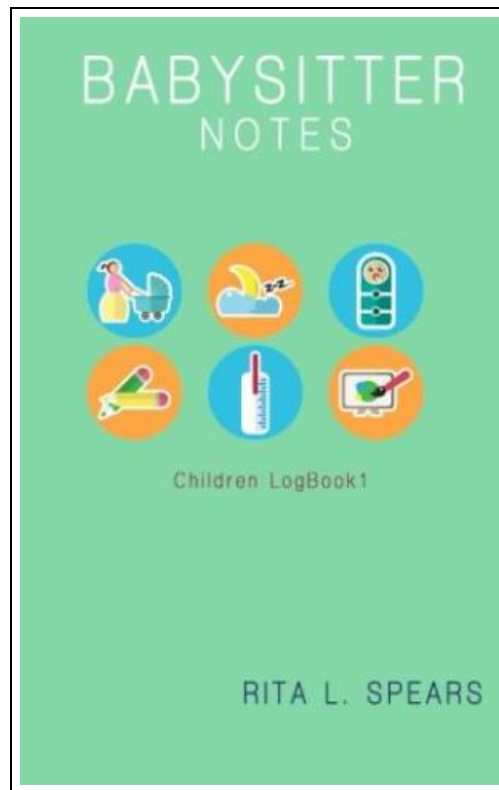 BABYSITTER
NOTES
z-Z
Children LogBook1
RITA L. SPEARS